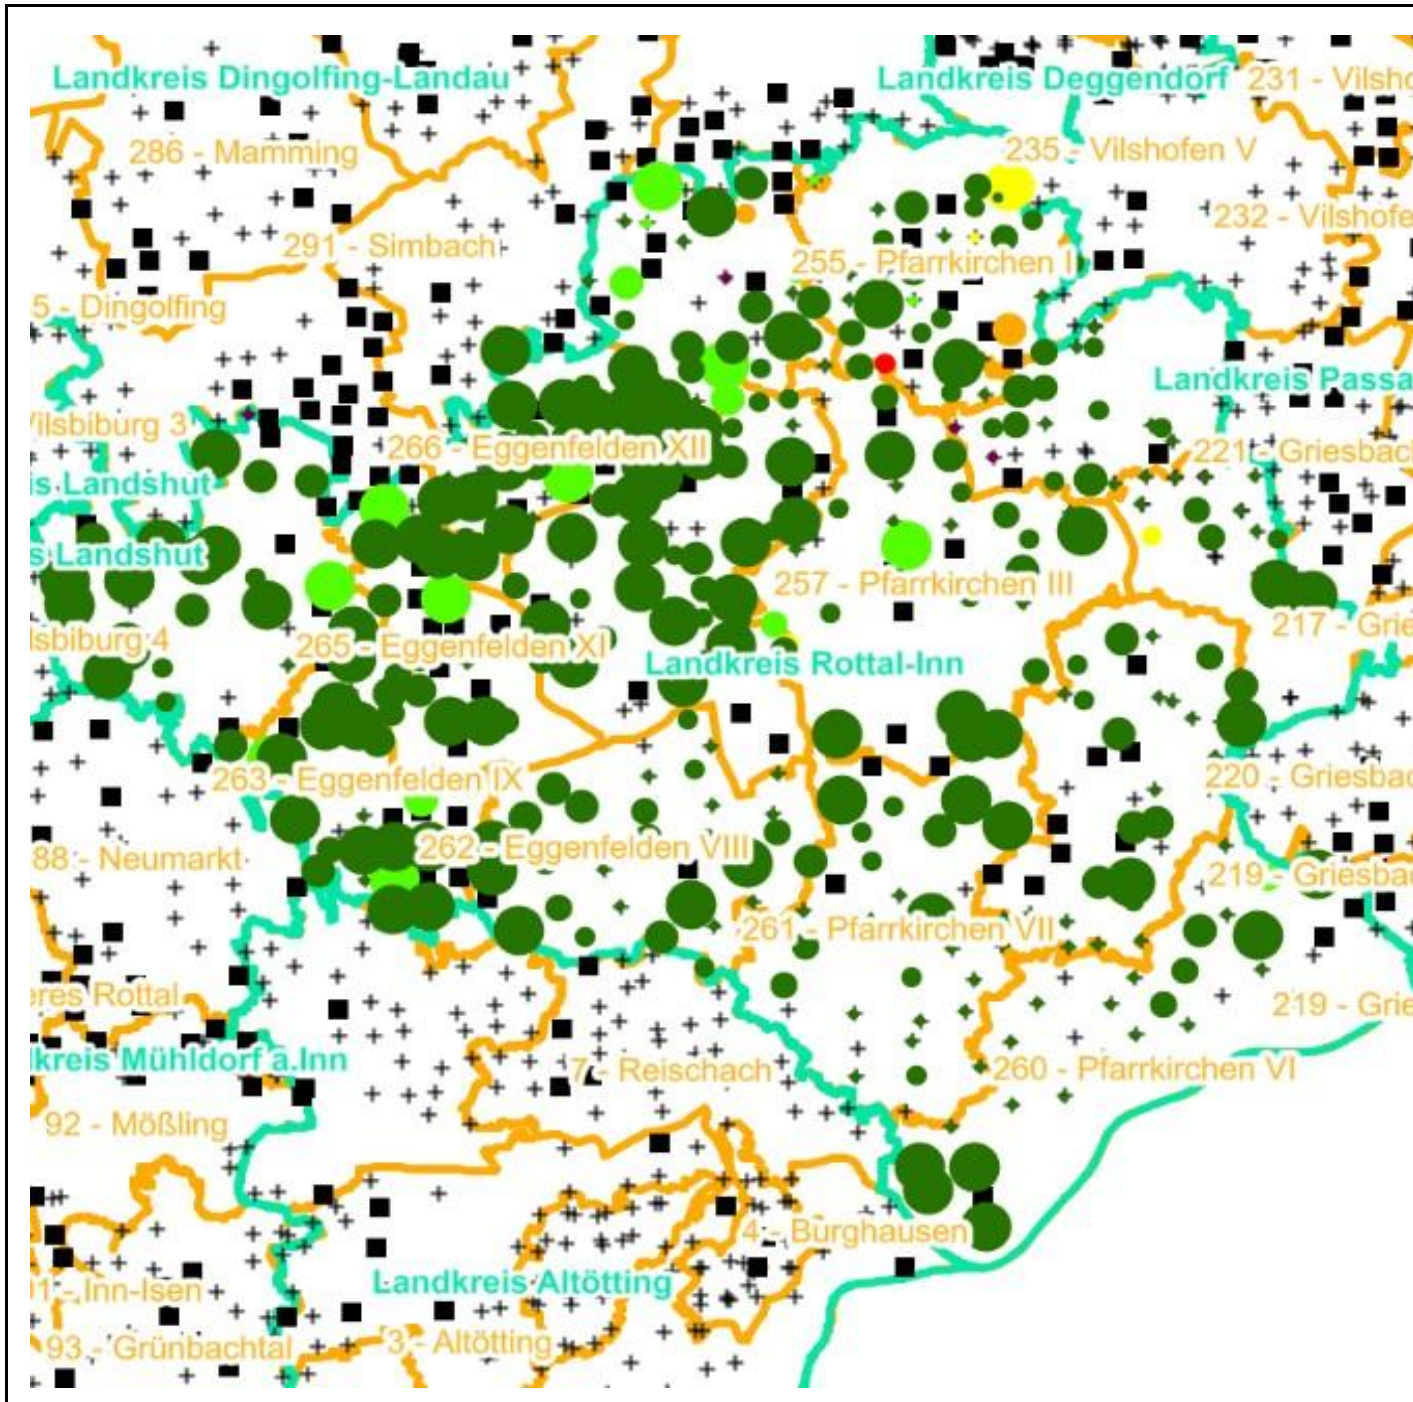 Landkreis Dingolfing-Landau
Landkreis Deggendorf
231 - Vilsho
286 - Mamming
235 - Vilshofen V
232 - Vilshofe
291 - Simbach
255 - Pfarrkirchen I
5 - Dingolfing
Landkreis Passa
Vilsbiburg 3
266 - Eggenfelden XII
221 - Griesbach
is Landshut
s Landshut
257 - Pfarrkirchen III
217 - Grie
lsbiburg 4
265 - Eggenfelden XI
Landkreis Rottal-Inn
263 - Eggenfelden IX
220 - Griesbac
88 - Neumarkt
262 - Eggenfelden VIII
219 - Griesbac
261 - Pfarrkirchen VII
eres Rottal
219 - Grie
lkreis Mühldorf a.Inn
7 - Reischach
260 - Pfarrkirchen VI
92 - Mößling
4 - Burghausen
1 - Inn-Isen
Landkreis Altötting
93 - Grünbachtal
3 - Altötting